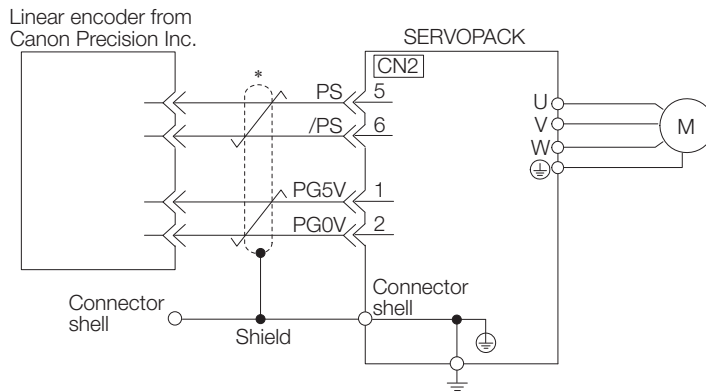 Linear encoder from
Canon Precision Inc.
SERVOPACK
CN2
*
PS 5
/PS 6
PG5V 1
PG0V 2
U
V
W
M
Connector
shell
Shield
Connector
shell